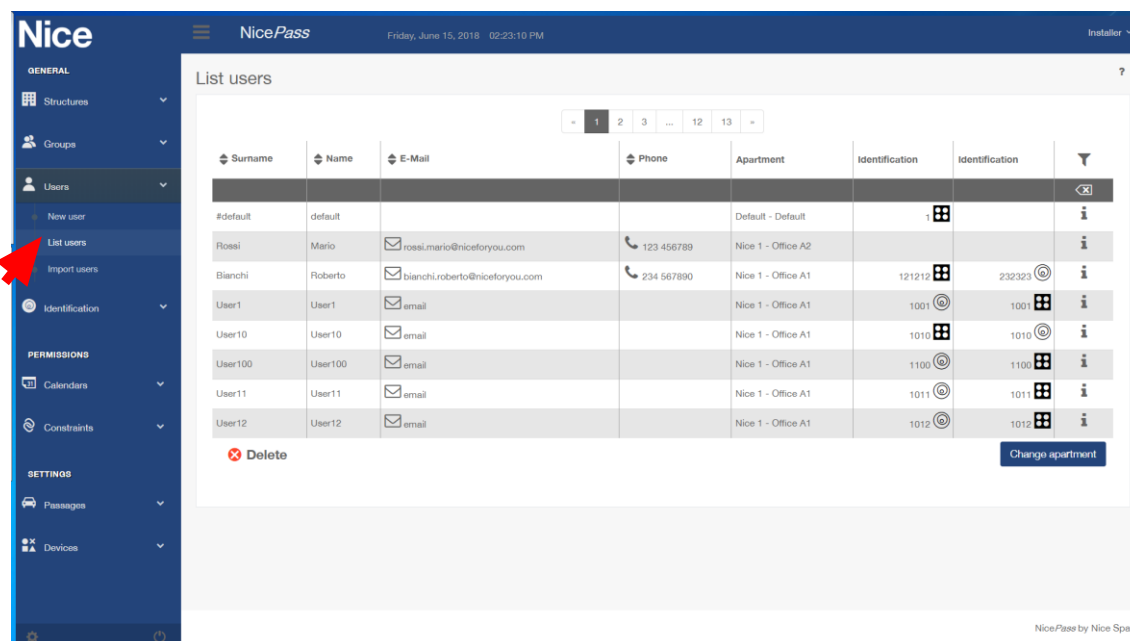 Nice
NicePass
Friday, June 15, 2018 02:23:10 PM
Installer
GENERAL
Structures
Groups
Users
New user
List users
Import users
Identification
PERMISSIONS
Calendars
Constraints
SETTINGS
Passages
Devices
List users
?
« 1 2 3 ... 12 13 »
Surname Name E-Mail Phone Apartment Identification Identification
#default default Default - Default 1
Rossi Mario rossi.mario@niceforyou.com 123 456789 Nice 1 - Office A2
Bianchi Roberto bianchi.roberto@niceforyou.com 234 567890 Nice 1 - Office A1 121212 232323
User1 User1 email Nice 1 - Office A1 1001 1001
User10 User10 email Nice 1 - Office A1 1010 1010
User100 User100 email Nice 1 - Office A1 1100 1100
User11 User11 email Nice 1 - Office A1 1011 1011
User12 User12 email Nice 1 - Office A1 1012 1012
Delete
Change apartment
NicePass by Nice Spa